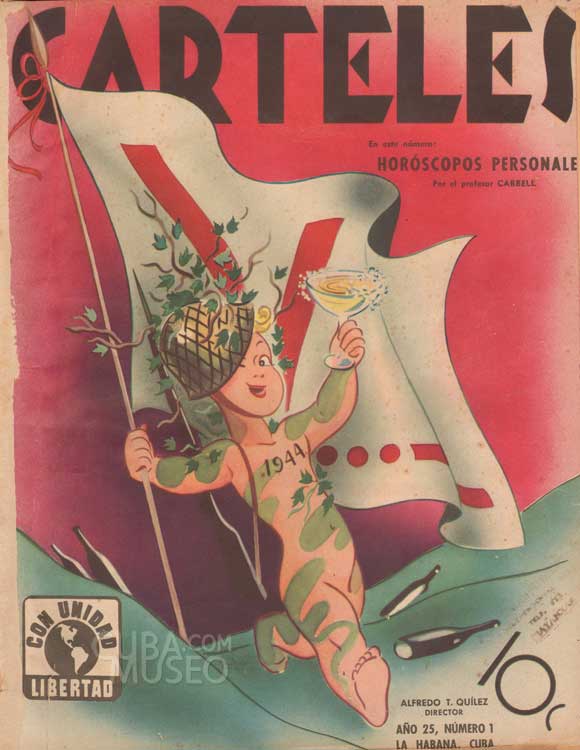 CARTELES
En este número:
HORÓSCOPOS PERSONALE
Por el profesor CARBELL
V
1944
CON UNIDAD
LIBERTAD
CUBA.COM
MUSEO
10c
ALFREDO T. QUÍLEZ
DIRECTOR
AÑO 25, NÚMERO 1
LA HABANA, CUBA